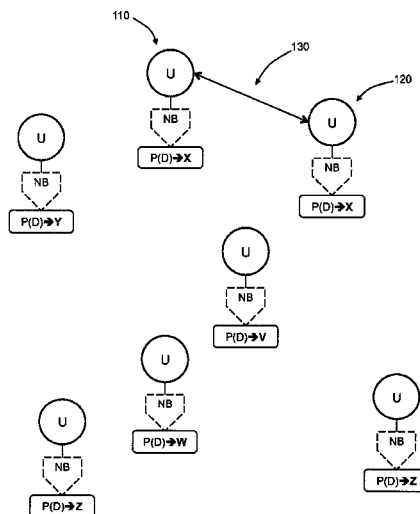 110
130
120
U
NB
P(D)→X
U
NB
P(D)→X
U
NB
P(D)→Y
U
NB
P(D)→V
U
NB
P(D)→W
U
NB
P(D)→Z
U
NB
P(D)→Z